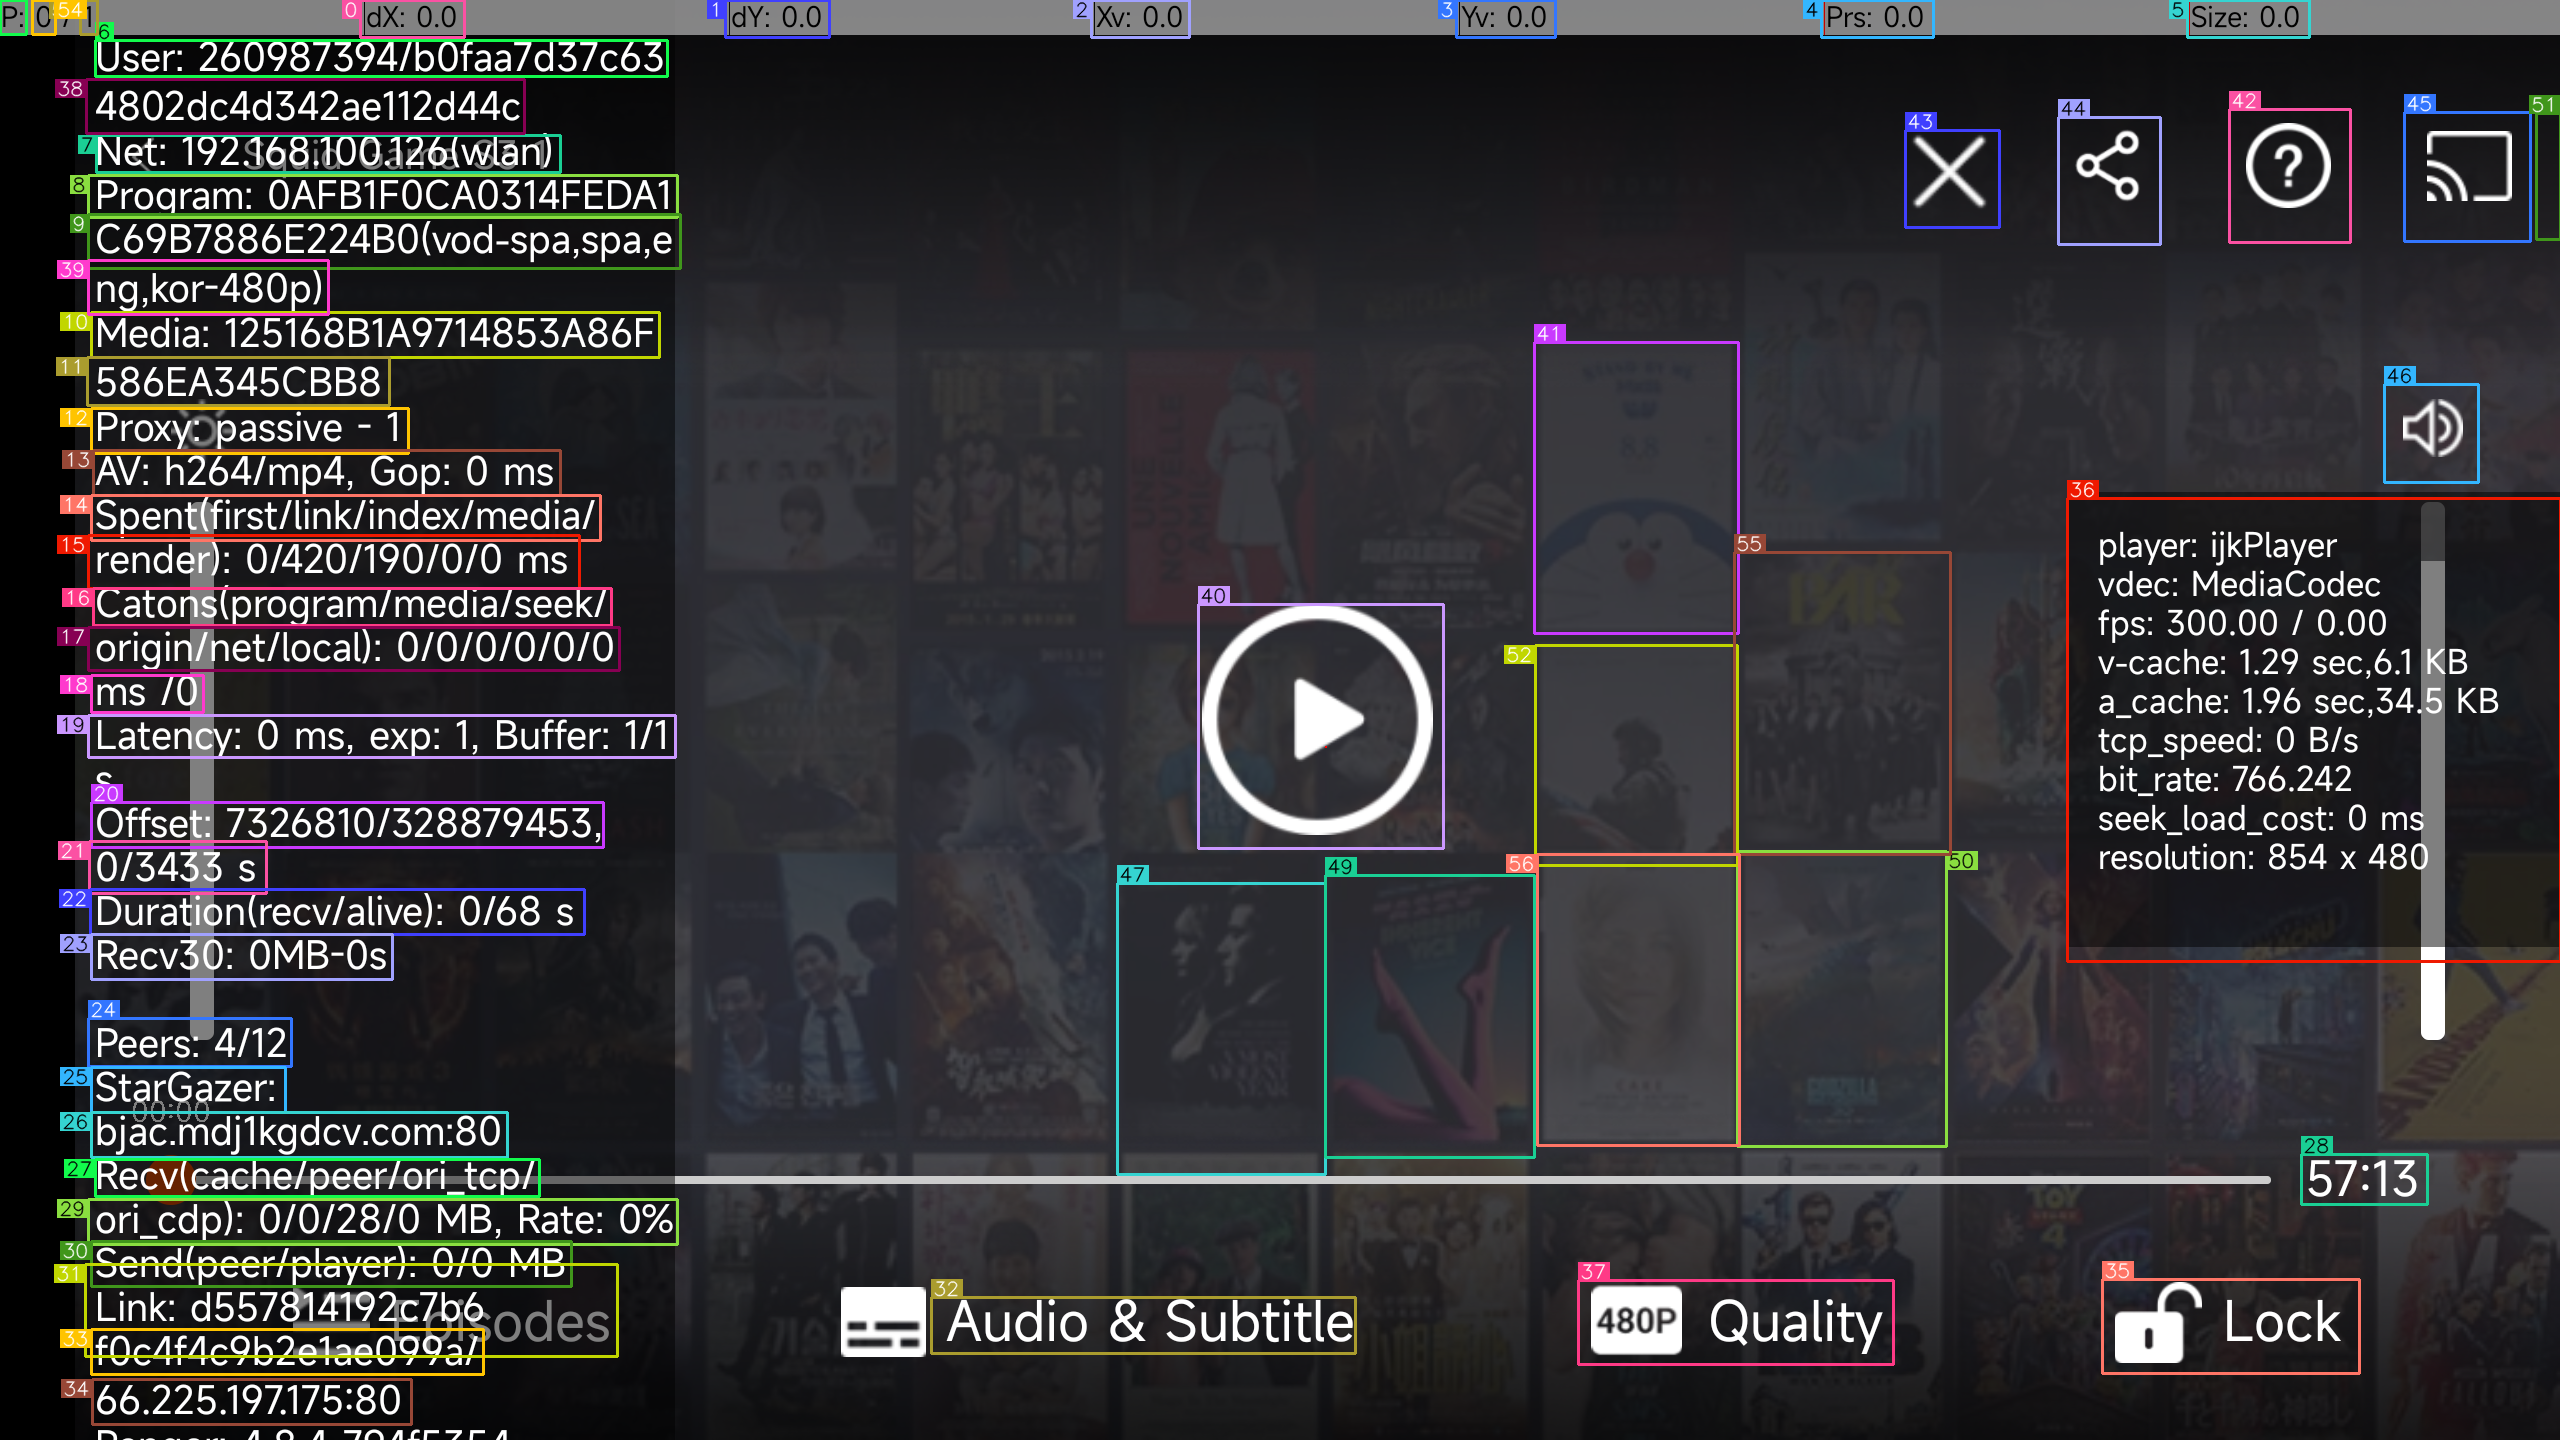 P: 0 / 1
dX: 0.0
dY: 0.0
Xv: 0.0
Yv: 0.0
Prs: 0.0
Size: 0.0
User: 260987394/b0faa7d37c63
4802dc4d342ae112d44c
Net: 192.168.100.126(wlan)
Squid Game S3 1
Program: 0AFB1F0CA0314FEDA1
C69B7886E224B0(vod-spa,spa,e
ng,kor-480p)
Media: 125168B1A9714853A86F
586EA345CBB8
Proxy: passive - 1
AV: h264/mp4, Gop: 0 ms
Spent(first/link/index/media/
render): 0/420/190/0/0 ms
Catons(program/media/seek/
origin/net/local): 0/0/0/0/0/0
ms /0
Latency: 0 ms, exp: 1, Buffer: 1/1
s
Offset: 7326810/328879453,
0/3433 s
Duration(recv/alive): 0/68 s
Recv30: 0MB-0s
Peers: 4/12
StarGazer:
00:00
bjac.mdj1kgdcv.com:80
Recv(cache/peer/ori_tcp/
ori_cdp): 0/0/28/0 MB, Rate: 0%
Send(peer/player): 0/0 MB
Link: d557814192c7b6
Episodes
f0c4f4c9b2e1ae099a/
66.225.197.175:80
player: ijkPlayer
vdec: MediaCodec
fps: 300.00 / 0.00
v-cache: 1.29 sec,6.1 KB
a_cache: 1.96 sec,34.5 KB
tcp_speed: 0 B/s
bit_rate: 766.242
seek_load_cost: 0 ms
resolution: 854 x 480
57:13
Audio & Subtitle
480P Quality
Lock